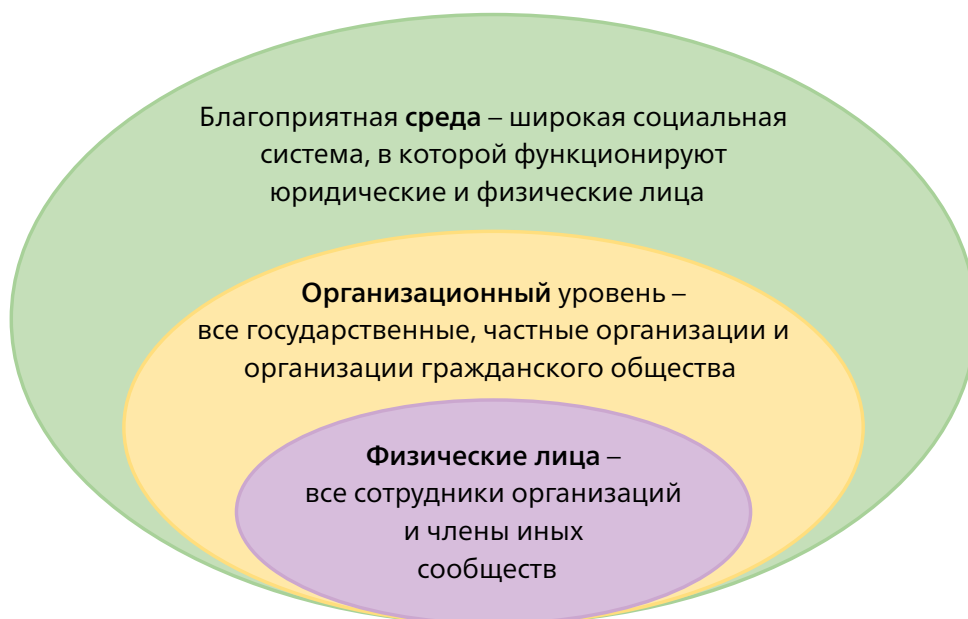 Благоприятная среда – широкая социальная
система, в которой функционируют
юридические и физические лица
Организационный уровень –
все государственные, частные организации и
организации гражданского общества
Физические лица –
все сотрудники организаций
и члены иных
сообществ